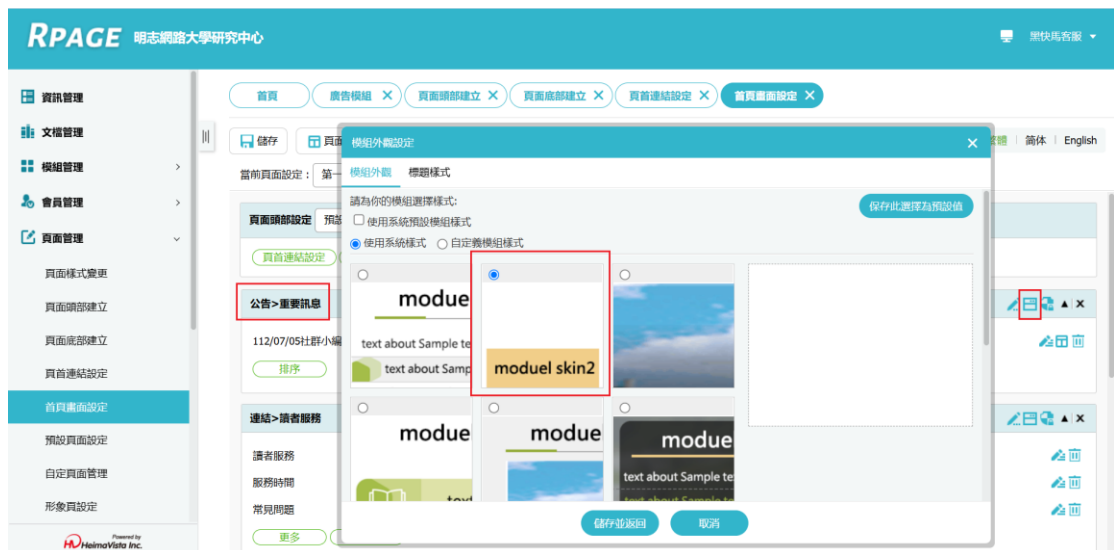 RPAGE 明志網路大學研究中心
黑快馬客服
資訊管理
文檔管理
模組管理
會員管理
頁面管理
頁面樣式變更
頁面頭部建立
頁面底部建立
頁首連結設定
首頁畫面設定
預設頁面設定
自定頁面管理
形象頁設定
Powered by
HeimaVista Inc.
首頁
廣告模組
頁面頭部建立
頁面底部建立
頁首連結設定
首頁畫面設定
儲存
简体
English
當前頁面設定：
頁面頭部設定
頁首連結設定
公告>重要訊息
112/07/05社群小編
排序
連結>讀者服務
讀者服務
服務時間
常見問題
更多
模組外觀設定
模組外觀 標題樣式
請為你的模組選擇樣式:
保存此選擇為預設值
使用系統預設模組樣式
使用系統樣式 自定義模組樣式
moduel skin2
儲存並返回
取消